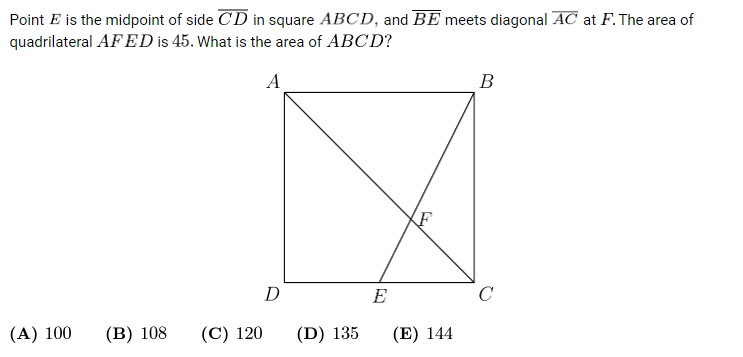 Point E is the midpoint of side CD in square ABCD, and BE meets diagonal AC at F. The area of
quadrilateral AFED is 45. What is the area of ABCD?
A B
F
D E C
(A) 100 (B) 108 (C) 120 (D) 135 (E) 144